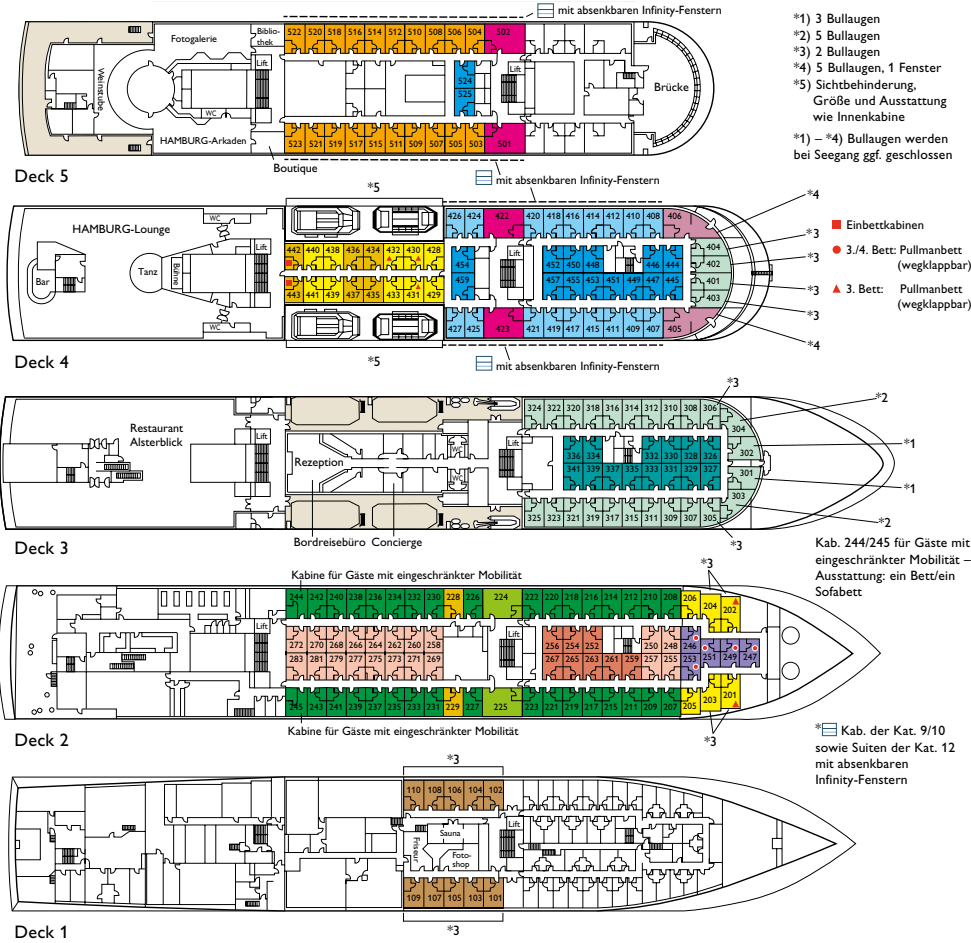 mit absenkbaren Infinity-Fenstern
Fotogalerie
Biblio-
thek
Lift
Weinstube
WC
HAMBURG-Arkaden
Boutique
522 520 518 516 514 512 510 508 506 504 502
524
525
Lift
Brücke
523 521 519 517 515 511 509 507 505 503 501
mit absenkbaren Infinity-Fenstern
Deck 5
*1) 3 Bullaugen
*2) 5 Bullaugen
*3) 2 Bullaugen
*4) 5 Bullaugen, 1 Fenster
*5) Sichtbehinderung,
Größe und Ausstattung
wie Innenkabine
*1) – *4) Bullaugen werden
bei Seegang ggf. geschlossen
Einbettkabinen
3./4. Bett: Pullmanbett
(wegklappbar)
3. Bett: Pullmanbett
(wegklappbar)
*5
HAMBURG-Lounge
WC
Lift
Bar
Tanz
Bühne
WC
442 440 438 436 434 432 430 428
443 441 439 437 435 433 431 429
426 424 422 420 418 416 414 412 410 408 406
454 452 450 448 446 444
459 457 455 453 451 449 447 445
Lift
404
402
401
403
427 425 423 421 419 417 415 411 409 407 405
*4
*3
*3
*3
*3
*4
*5
mit absenkbaren Infinity-Fenstern
Deck 4
Restaurant
Alsterblick
Lift
Rezeption
WC
WC
Lift
Bordreisebüro Concierge
324 322 320 318 316 314 312 310 308 306
304
302
301
303
336 334 332 330 328 326
341 339 337 335 333 331 329 327
325 323 321 319 317 315 311 309 307 305
*3
*2
*1
*1
*2
*3
Deck 3
Kab. 244/245 für Gäste mit
eingeschränkter Mobilität –
Ausstattung: ein Bett/ein
Sofabett
Kabine für Gäste mit eingeschränkter Mobilität
Lift
244 242 240 238 236 234 232 230 228 226 224 222 220 218 216 214 212 210 208 206 204 202
272 270 268 266 264 262 260 258
283 281 279 277 275 273 271 269
Lift
256 254 252 250 248 246
267 265 263 261 259 257 255 253 251 249 247
245 243 241 239 237 235 233 231 229 227 225 223 221 219 217 215 211 209 207 205 203 201
Kabine für Gäste mit eingeschränkter Mobilität
*3
*3
Deck 2
* Kab. der Kat. 9/10
sowie Suiten der Kat. 12
mit absenkbaren
Infinity-Fenstern
*3
110 108 106 104 102
Sauna
Friseur
Foto-
shop
Lift
109 107 105 103 101
*3
Deck 1